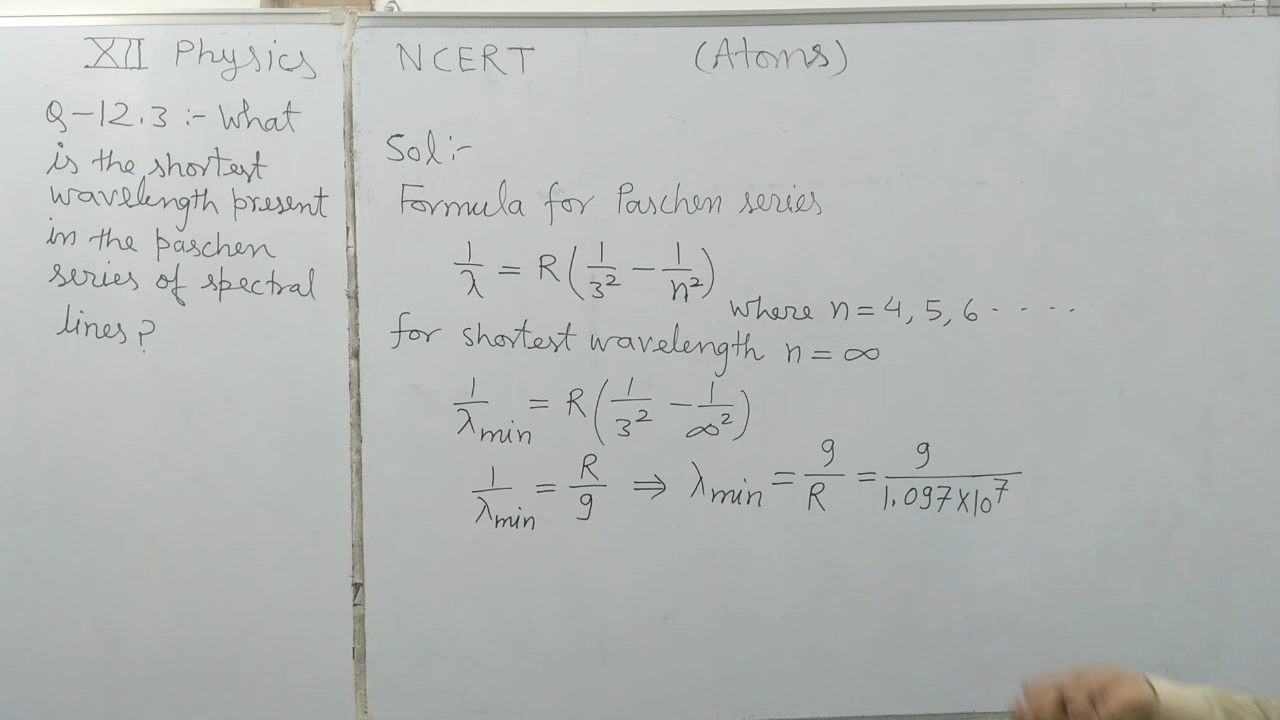 XII Physics
Q-12.3 :- What
is the shortest
wavelength present
in the paschen
series of spectral
lines?
NCERT (Atoms)
Sol:-
Formula for Paschen series
1/λ = R(1/3² - 1/n²)
where n = 4, 5, 6 - - - -
for shortest wavelength n = ∞
1/λmin = R(1/3² - 1/∞²)
1/λmin = R/9 ⇒ λmin = 9/R = 9/1.097×10⁷